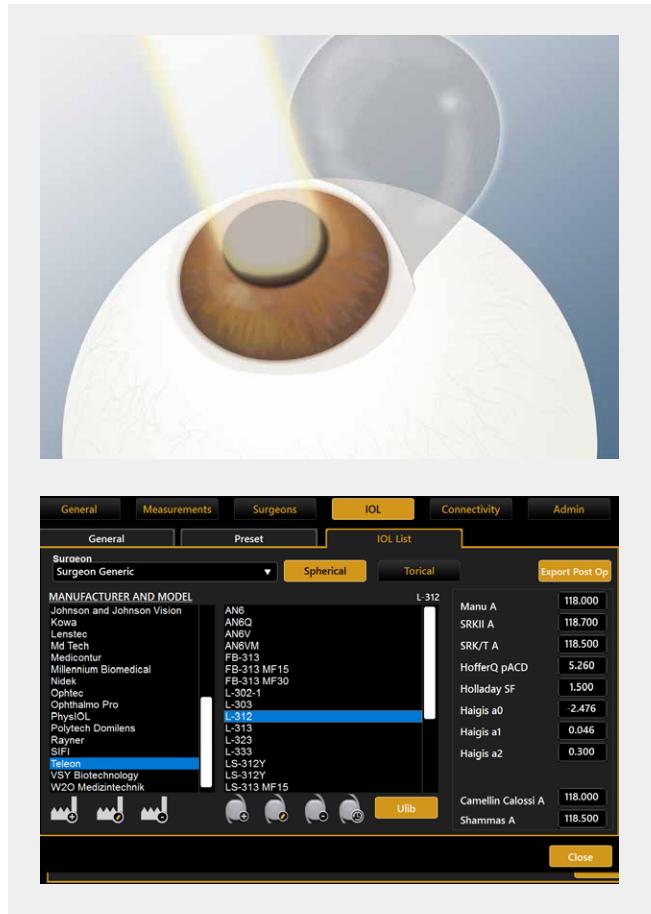 General Measurements Surgeons IOL Connectivity Admin
General Preset IOL List
Surgeon
Surgeon Generic Spherical Torical Export Post Op
MANUFACTURER AND MODEL L-312
Johnson and Johnson Vision
Kowa
Lenstec
Md Tech
Medicontur
Millennium Biomedical
Nidek
Ophtec
Ophthalmo Pro
PhysIOL
Polytech Domilens
Rayner
SIFI
Teleon
VSY Biotechnology
W2O Medizintechnik
AN6
AN6Q
AN6V
AN6VM
FB-313
FB-313 MF15
FB-313 MF30
L-302-1
L-303
L-312
L-313
L-323
L-333
LS-312Y
LS-312Y
LS-313 MF15
Ulib
Manu A 118.000
SRKII A 118.700
SRK/T A 118.500
HofferQ pACD 5.260
Holladay SF 1.500
Haigis a0 -2.476
Haigis a1 0.046
Haigis a2 0.300
Camellin Calossi A 118.000
Shammas A 118.500
Close